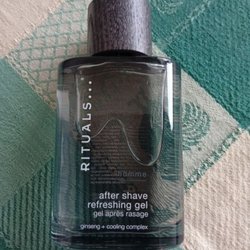 RITUALS...
homme
after shave
refreshing gel
gel après rasage
ginseng + cooling complex